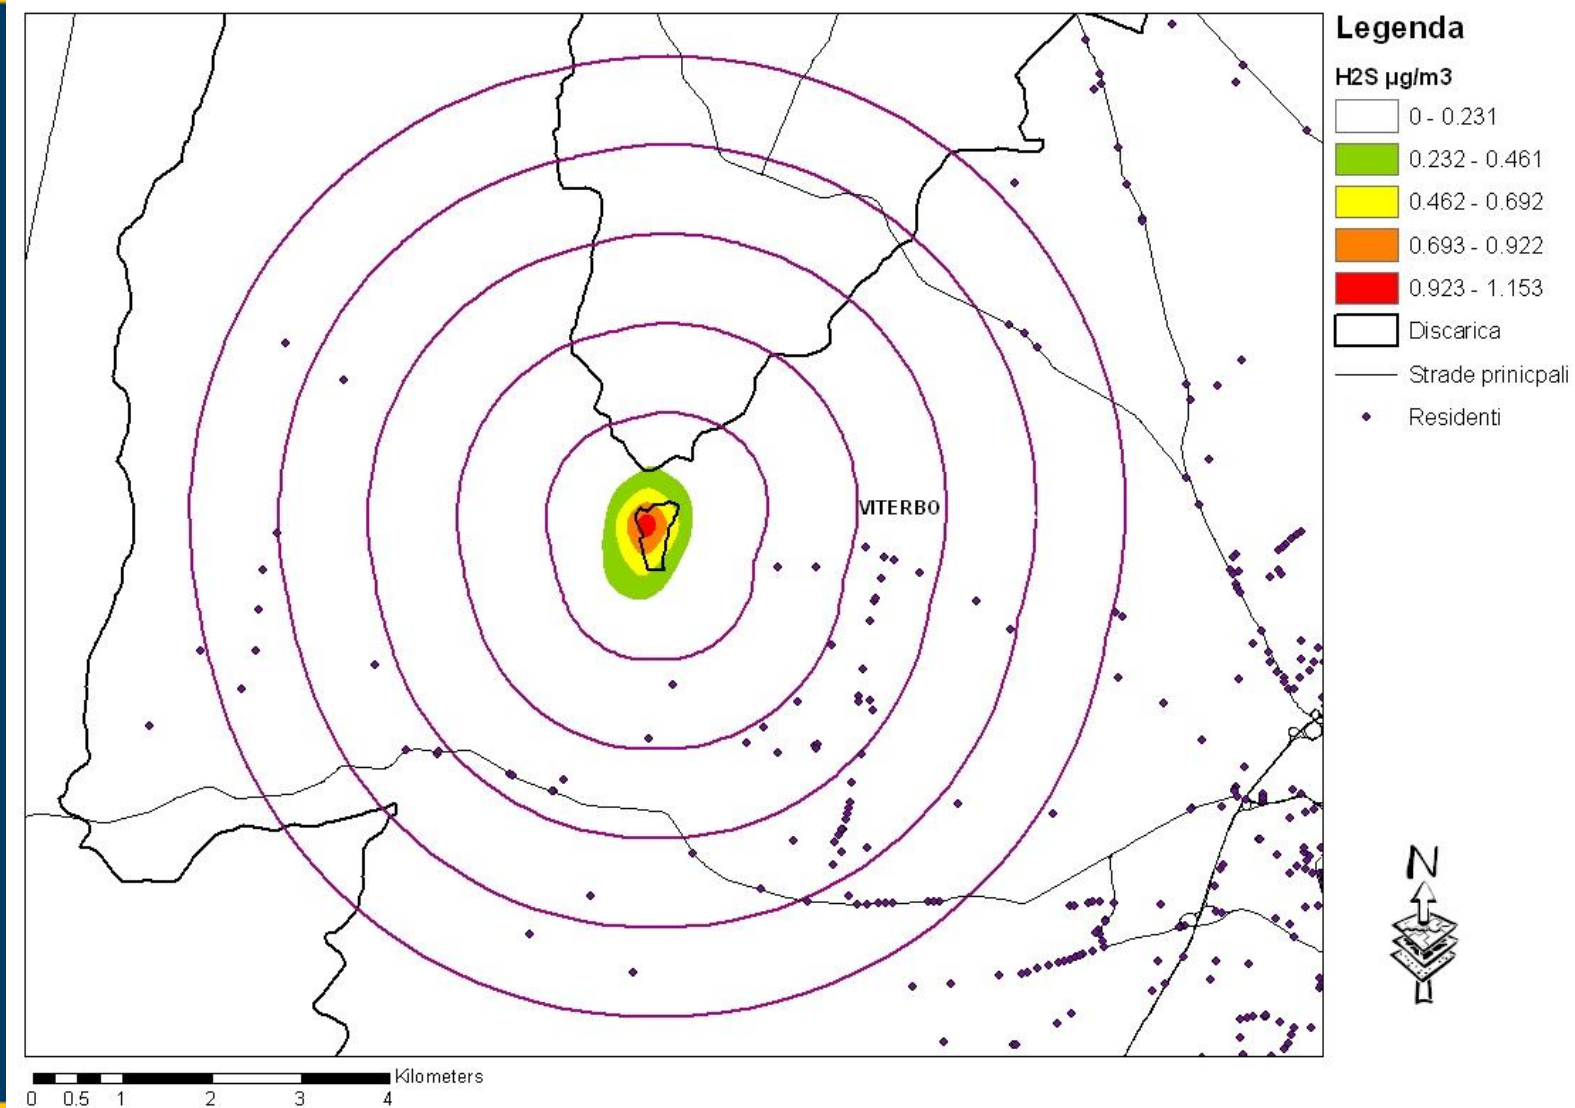 Legenda
H2S µg/m3
0 - 0.231
0.232 - 0.461
0.462 - 0.692
0.693 - 0.922
0.923 - 1.153
Discarica
Strade prinicpali
Residenti
VITERBO
N
Kilometers
0 0.5 1 2 3 4